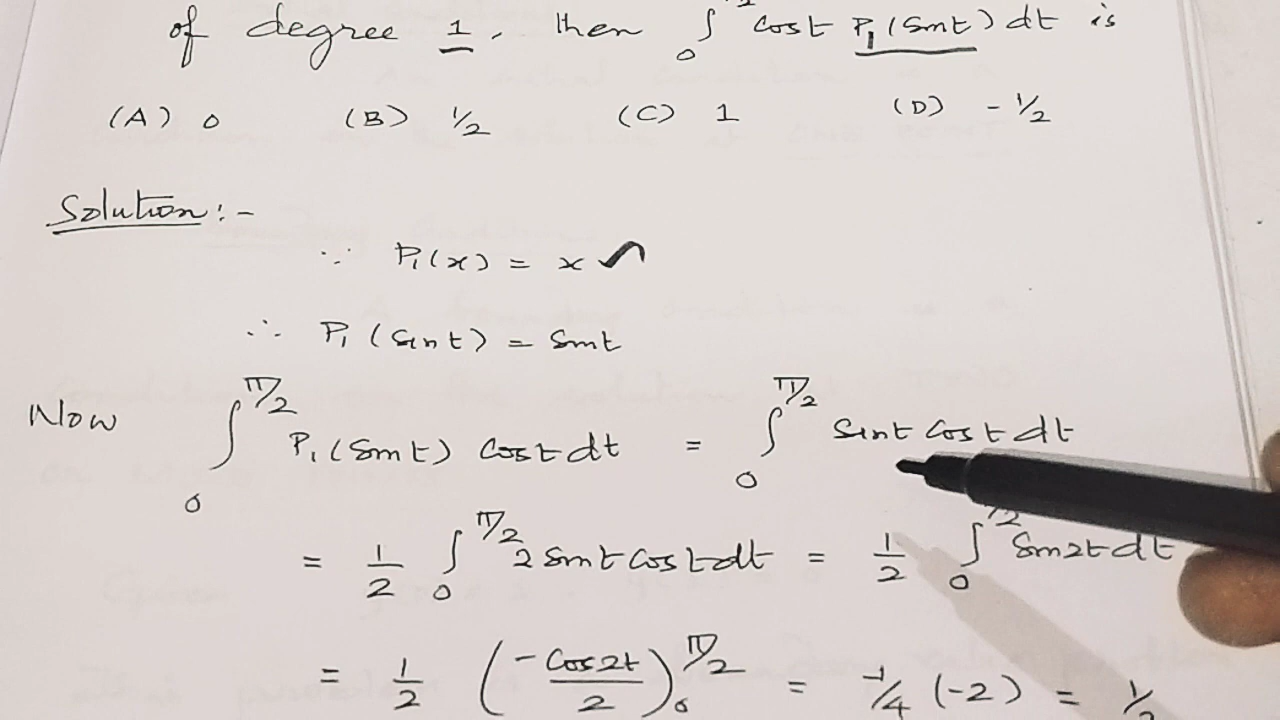 of degree 1, then ∫₀ cost P₁(sint) dt is
(A) 0 (B) 1/2 (C) 1 (D) -1/2
Solution:-
∵ P₁(x) = x
∴ P₁(sint) = sint
Now ∫₀^π/2 P₁(sint) cost dt = ∫₀^π/2 sint cost dt
= 1/2 ∫₀^π/2 2 sint cost dt = 1/2 ∫₀ sin2t dt
= 1/2 (-cos2t/2)₀^π/2 = -1/4 (-2) = 1/2